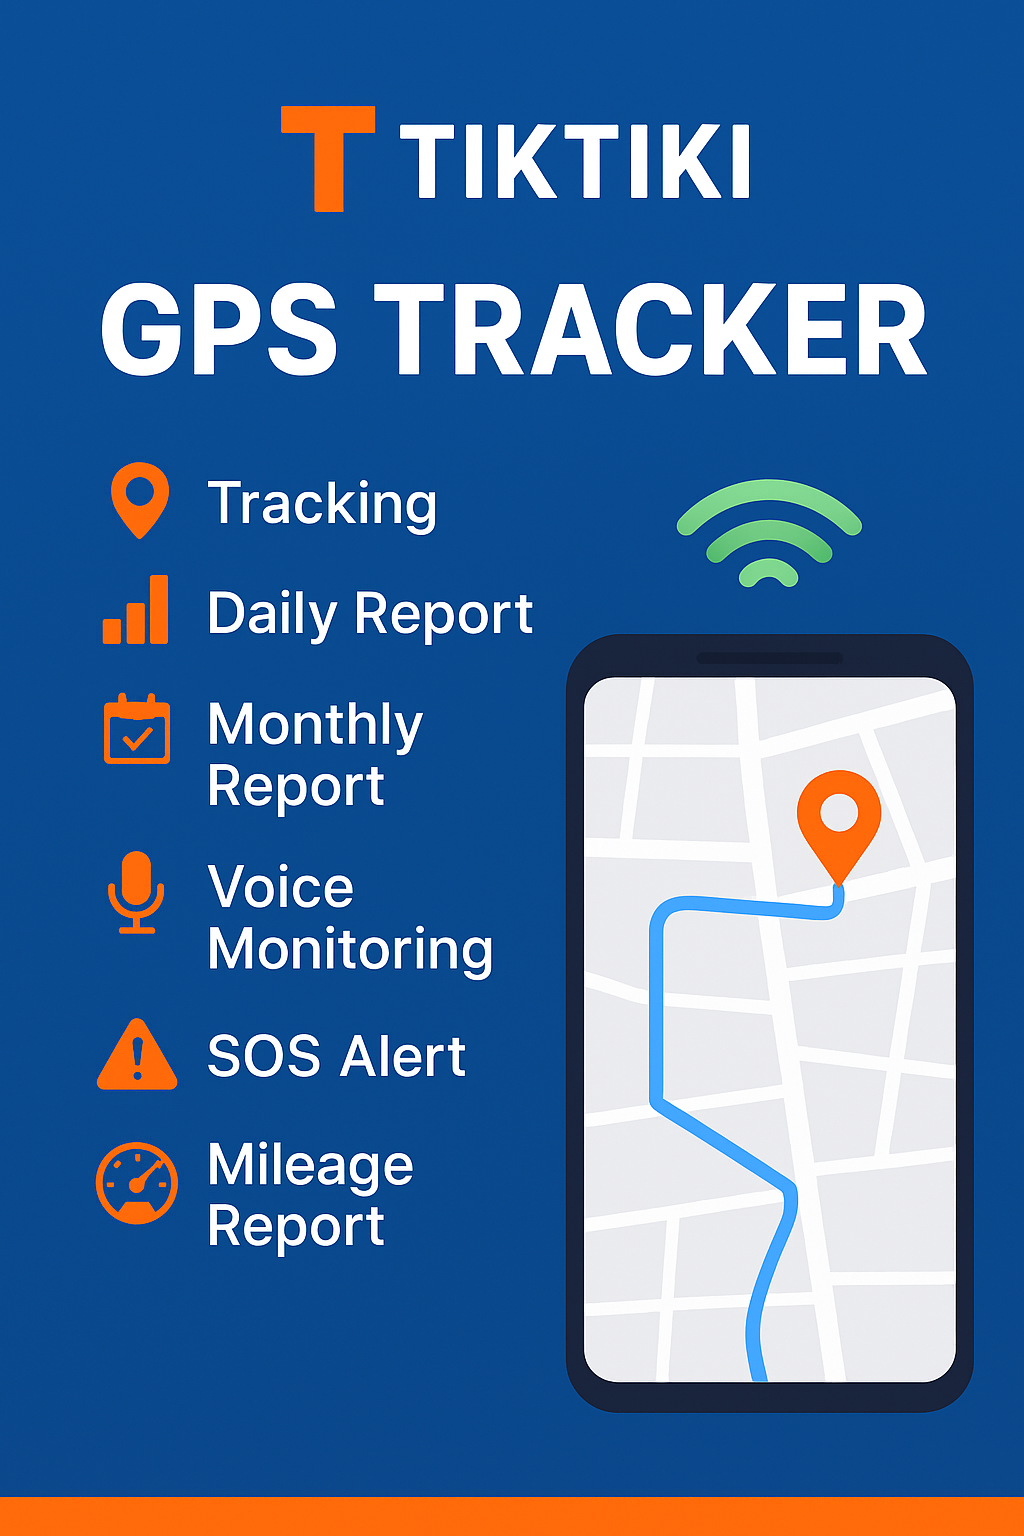 T TIKTIKI
GPS TRACKER
Tracking
Daily Report
Monthly
Report
Voice
Monitoring
SOS Alert
Mileage
Report